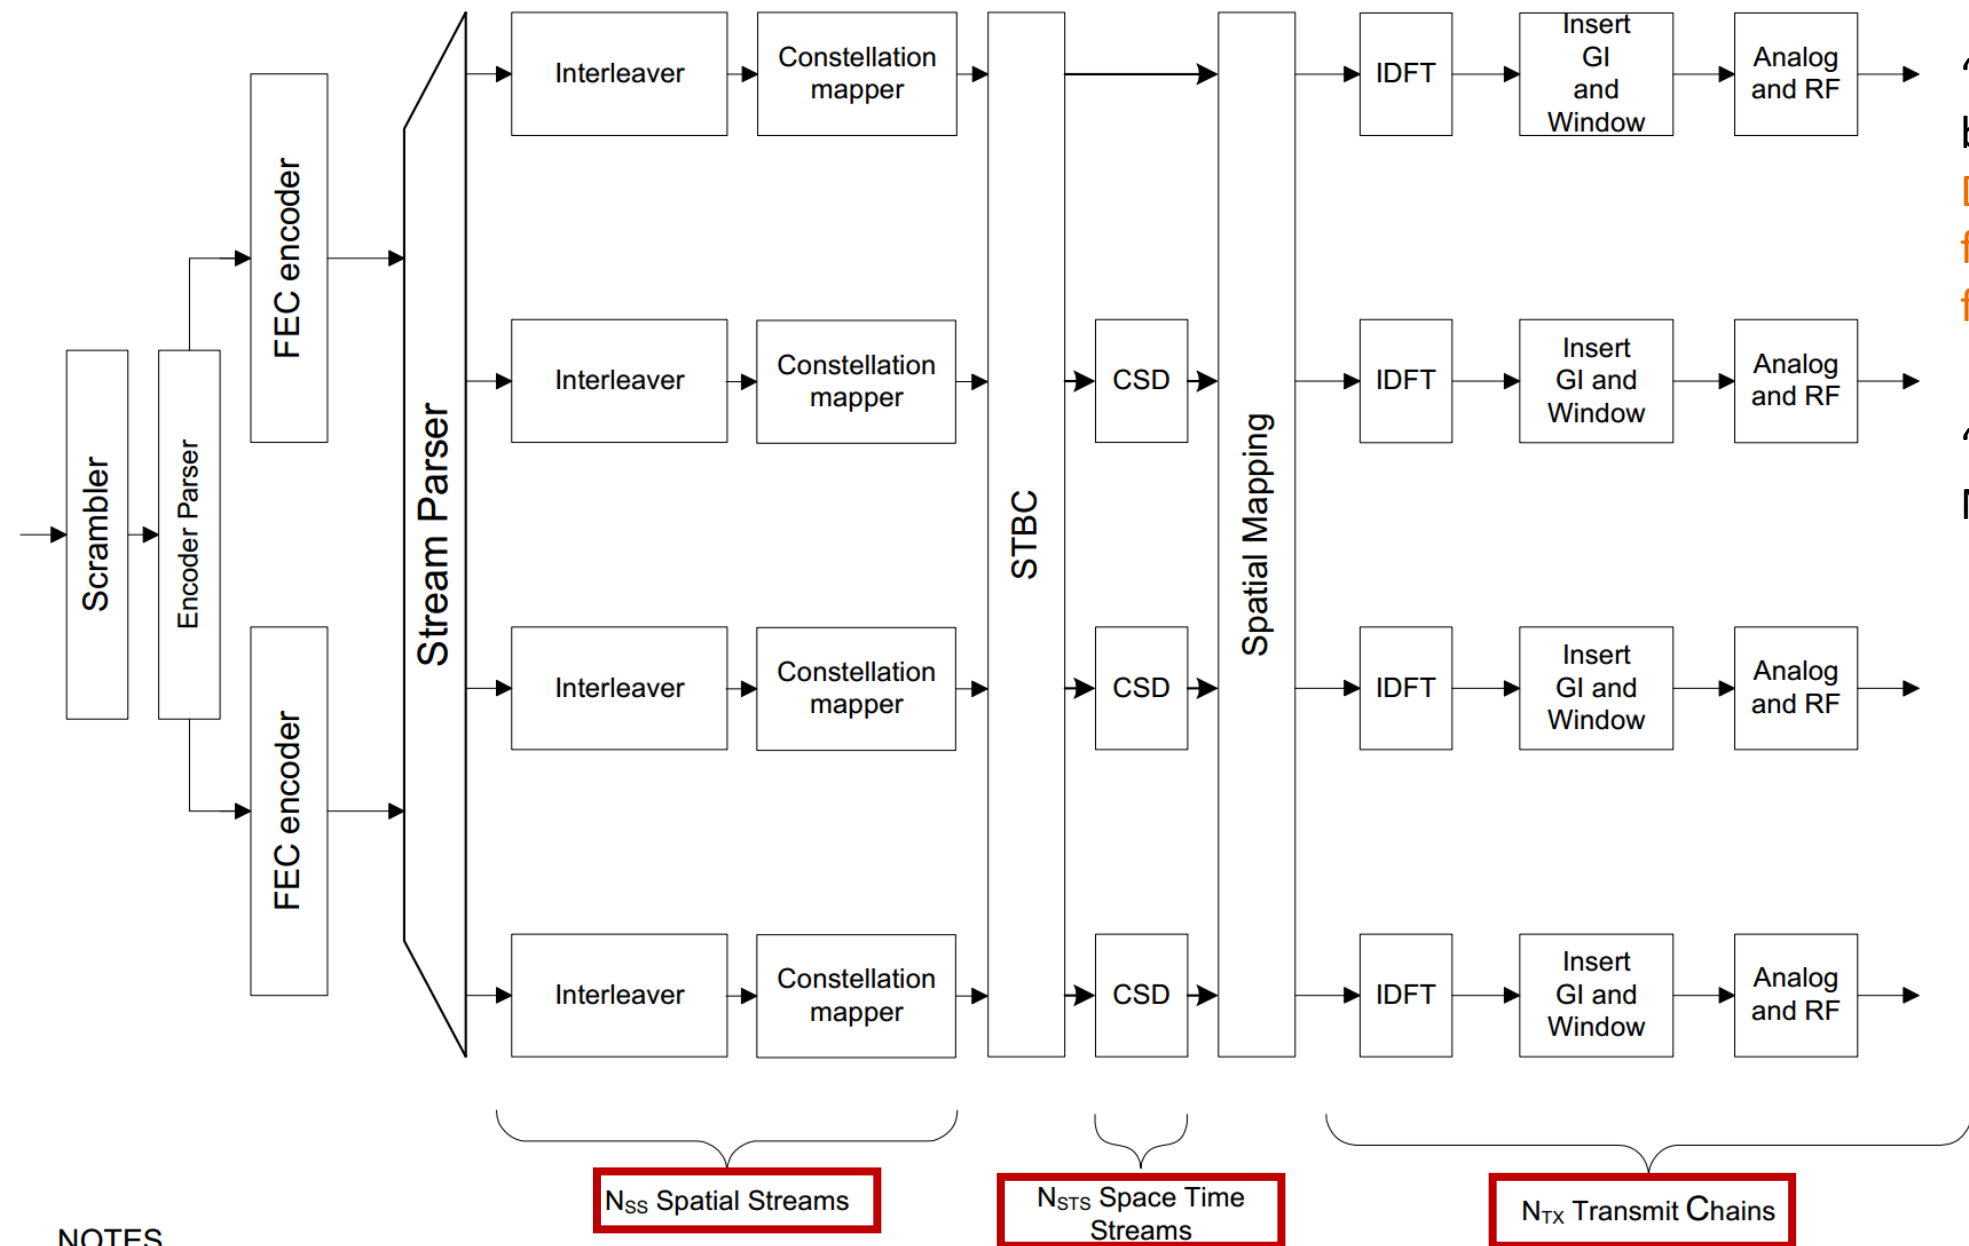 Scrambler
Encoder Parser
FEC encoder
FEC encoder
Stream Parser
Interleaver
Constellation
mapper
Interleaver
Constellation
mapper
Interleaver
Constellation
mapper
Interleaver
Constellation
mapper
STBC
CSD
CSD
CSD
Spatial Mapping
IDFT
Insert
GI
and
Window
Analog
and RF
IDFT
Insert
GI and
Window
Analog
and RF
IDFT
Insert
GI and
Window
Analog
and RF
IDFT
Insert
GI and
Window
Analog
and RF
NSS Spatial Streams
NSTS Space Time
Streams
NTX Transmit Chains
NOTES